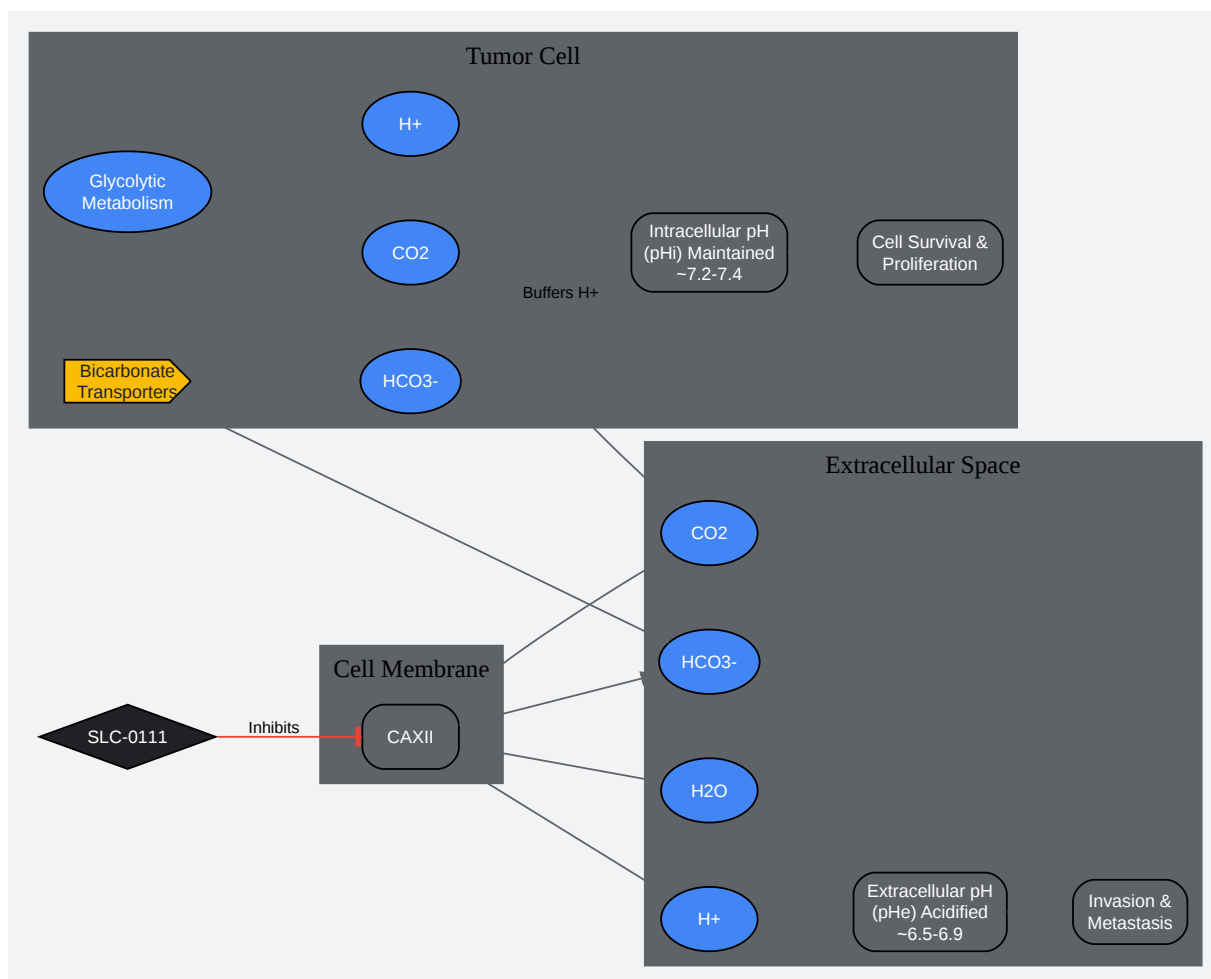 Tumor Cell
H+
Glycolytic
Metabolism
CO2
Intracellular pH
(pHi) Maintained
~7.2-7.4
Cell Survival &
Proliferation
Buffers H+
Bicarbonate
Transporters
HCO3-
Extracellular Space
CO2
HCO3-
Cell Membrane
SLC-0111
Inhibits
CAXII
H2O
H+
Extracellular pH
(pHe) Acidified
~6.5-6.9
Invasion &
Metastasis